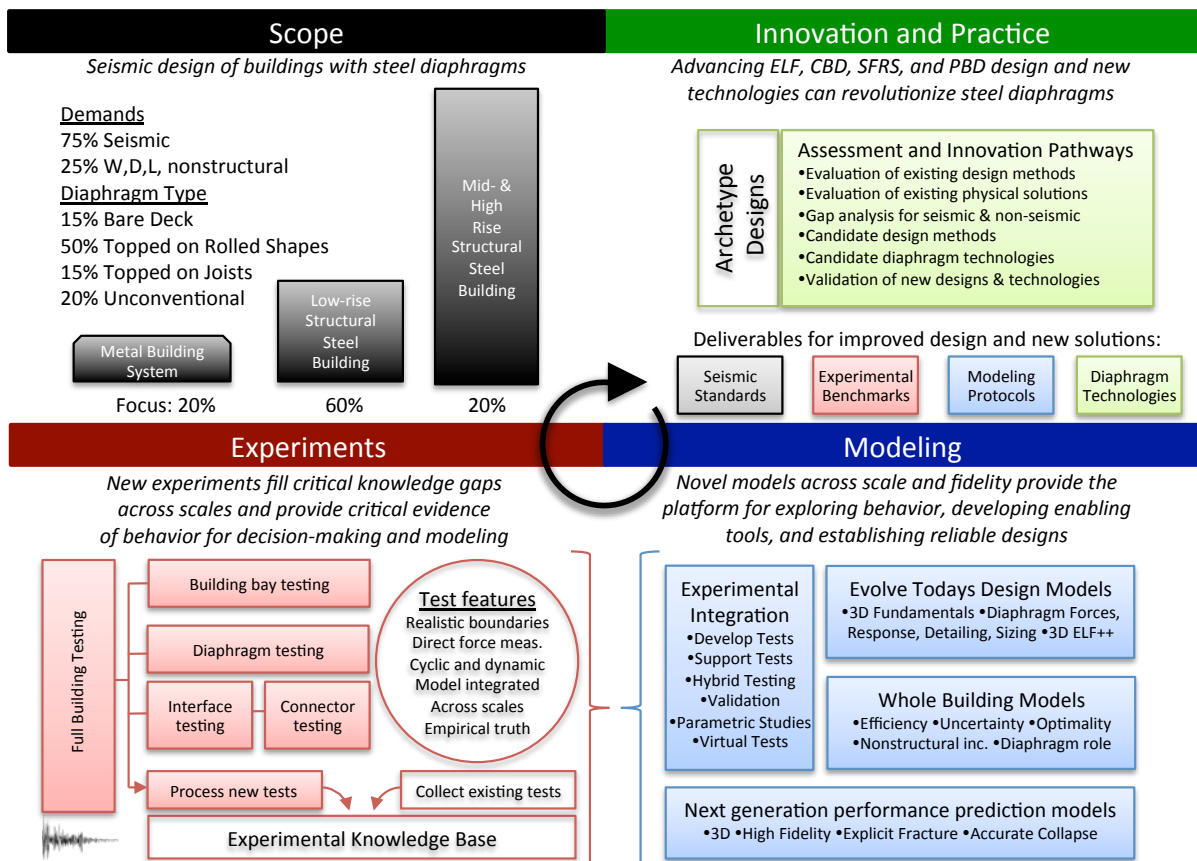 Scope
Seismic design of buildings with steel diaphragms
Demands
75% Seismic
25% W,D,L, nonstructural
Diaphragm Type
15% Bare Deck
50% Topped on Rolled Shapes
15% Topped on Joists
20% Unconventional
Metal Building
System
Low-rise
Structural
Steel
Building
Mid- &
High
Rise
Structural
Steel
Building
Focus: 20%
60%
20%
Innovation and Practice
Advancing ELF, CBD, SFRS, and PBD design and new
technologies can revolutionize steel diaphragms
Archetype
Designs
Assessment and Innovation Pathways
•Evaluation of existing design methods
•Evaluation of existing physical solutions
•Gap analysis for seismic & non-seismic
•Candidate design methods
•Candidate diaphragm technologies
•Validation of new designs & technologies
Deliverables for improved design and new solutions:
Seismic
Standards
Experimental
Benchmarks
Modeling
Protocols
Diaphragm
Technologies
Experiments
New experiments fill critical knowledge gaps
across scales and provide critical evidence
of behavior for decision-making and modeling
Full Building Testing
Building bay testing
Diaphragm testing
Interface
testing
Connector
testing
Process new tests
Collect existing tests
Experimental Knowledge Base
Test features
Realistic boundaries
Direct force meas.
Cyclic and dynamic
Model integrated
Across scales
Empirical truth
Modeling
Novel models across scale and fidelity provide the
platform for exploring behavior, developing enabling
tools, and establishing reliable designs
Experimental
Integration
•Develop Tests
•Support Tests
•Hybrid Testing
•Validation
•Parametric Studies
•Virtual Tests
Evolve Todays Design Models
•3D Fundamentals •Diaphragm Forces,
Response, Detailing, Sizing •3D ELF++
Whole Building Models
•Efficiency •Uncertainty •Optimality
•Nonstructural inc. •Diaphragm role
Next generation performance prediction models
•3D •High Fidelity •Explicit Fracture •Accurate Collapse